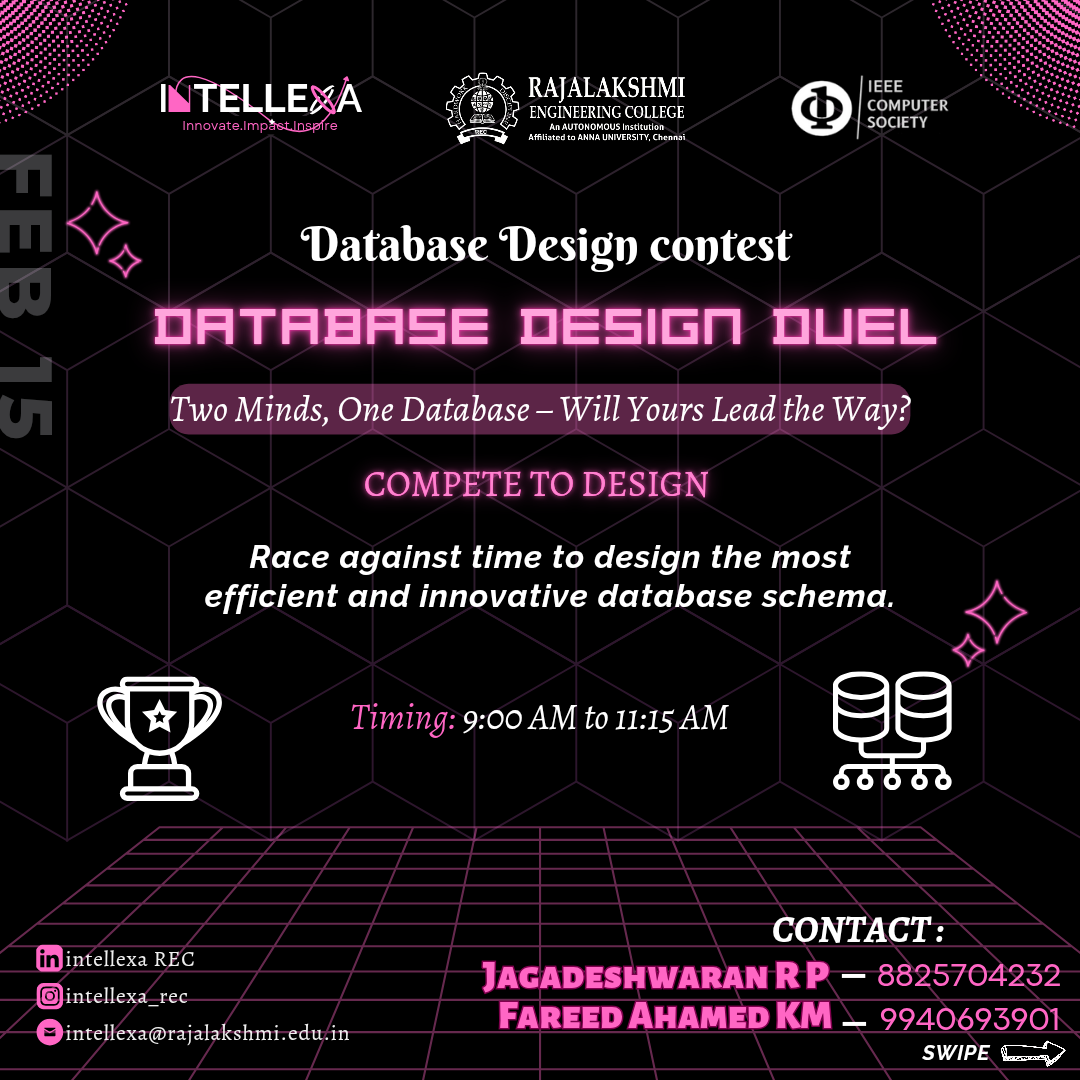 INTELLEXA
Innovate.Impact.Inspire
RAJALAKSHMI
ENGINEERING COLLEGE
An AUTONOMOUS Institution
Affiliated to ANNA UNIVERSITY, Chennai
REC
IEEE
COMPUTER
SOCIETY
FEB 15
Database Design contest
DATABASE DESIGN DUEL
Two Minds, One Database – Will Yours Lead the Way?
COMPETE TO DESIGN
Race against time to design the most
efficient and innovative database schema.
Timing: 9:00 AM to 11:15 AM
CONTACT :
JAGADESHWARAN R P – 8825704232
FAREED AHAMED KM – 9940693901
intellexa REC
intellexa_rec
intellexa@rajalakshmi.edu.in
SWIPE